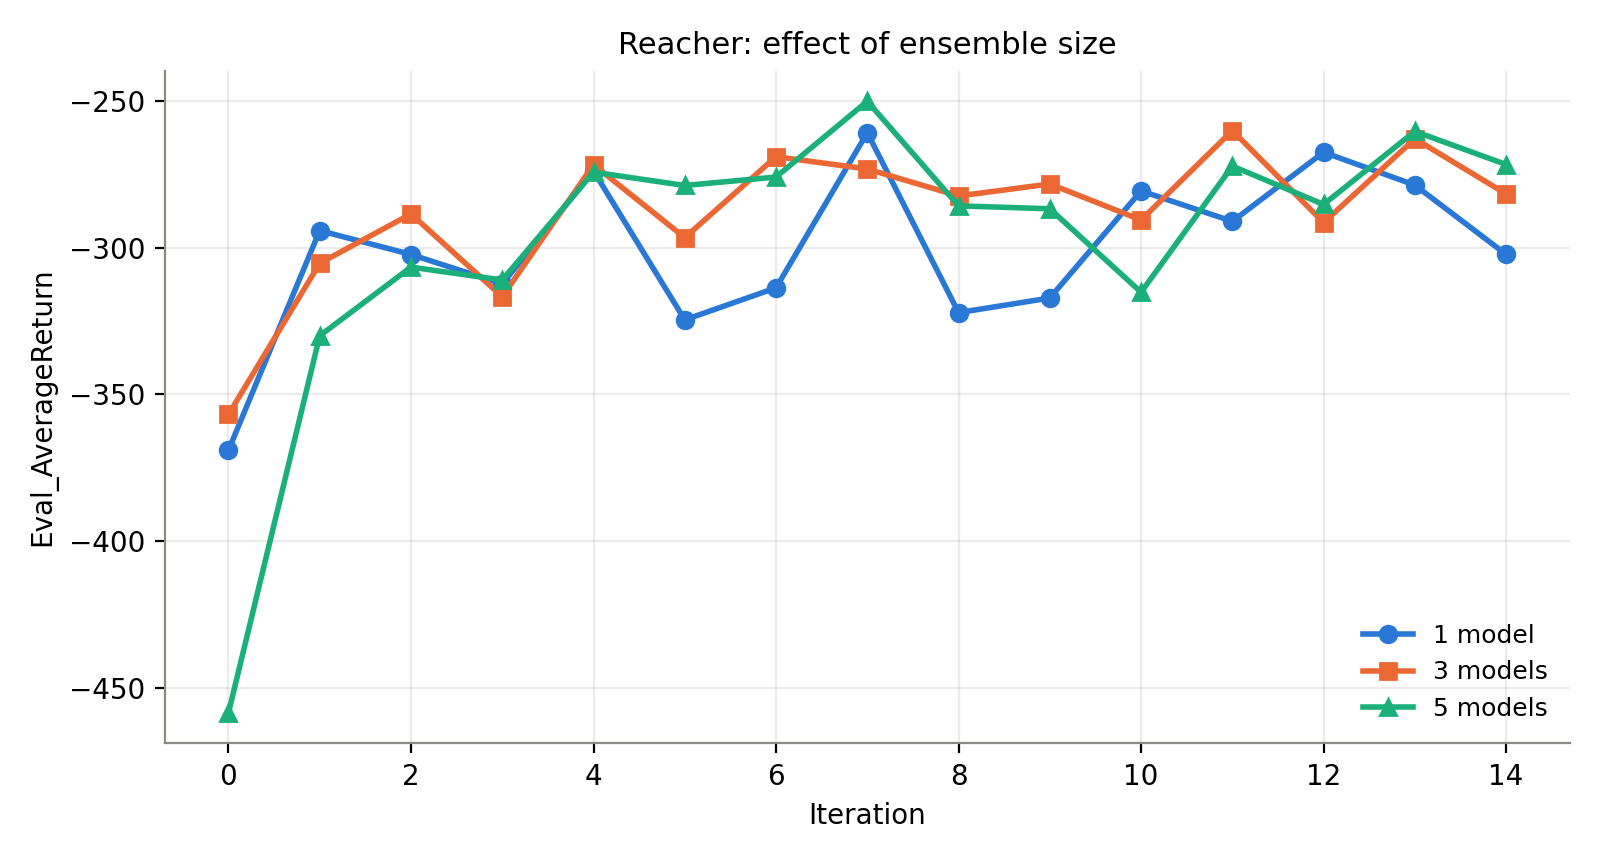 Reacher: effect of ensemble size
Eval_AverageReturn
−250
−300
−350
−400
−450
0 2 4 6 8 10 12 14
Iteration
1 model
3 models
5 models